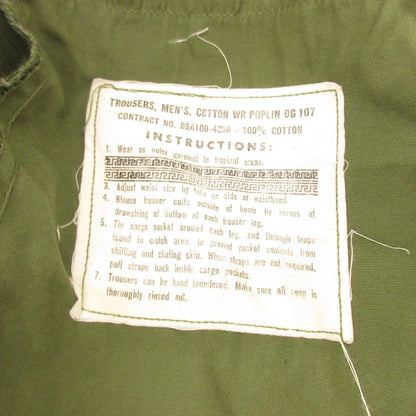 TROUSERS, MEN'S, COTTON WR POPLIN OG 107
CONTRACT NO. DSA100-4236 - 100% COTTON
INSTRUCTIONS:
1. Wear as outer garment in tropical areas.
3. Adjust waist size by tabs on side of waistband.
4. Blouse trouser cuffs outside of boots by means of
drawstring at bottom of each trouser leg.
5. Tie cargo pocket around each leg, and through loops
found in clutch area, to prevent pocket contents from
shifting and chafing skin. When straps are not required,
pull straps back inside cargo pockets.
7. Trousers can be hand laundered. Make sure all soap is
thoroughly rinsed out.